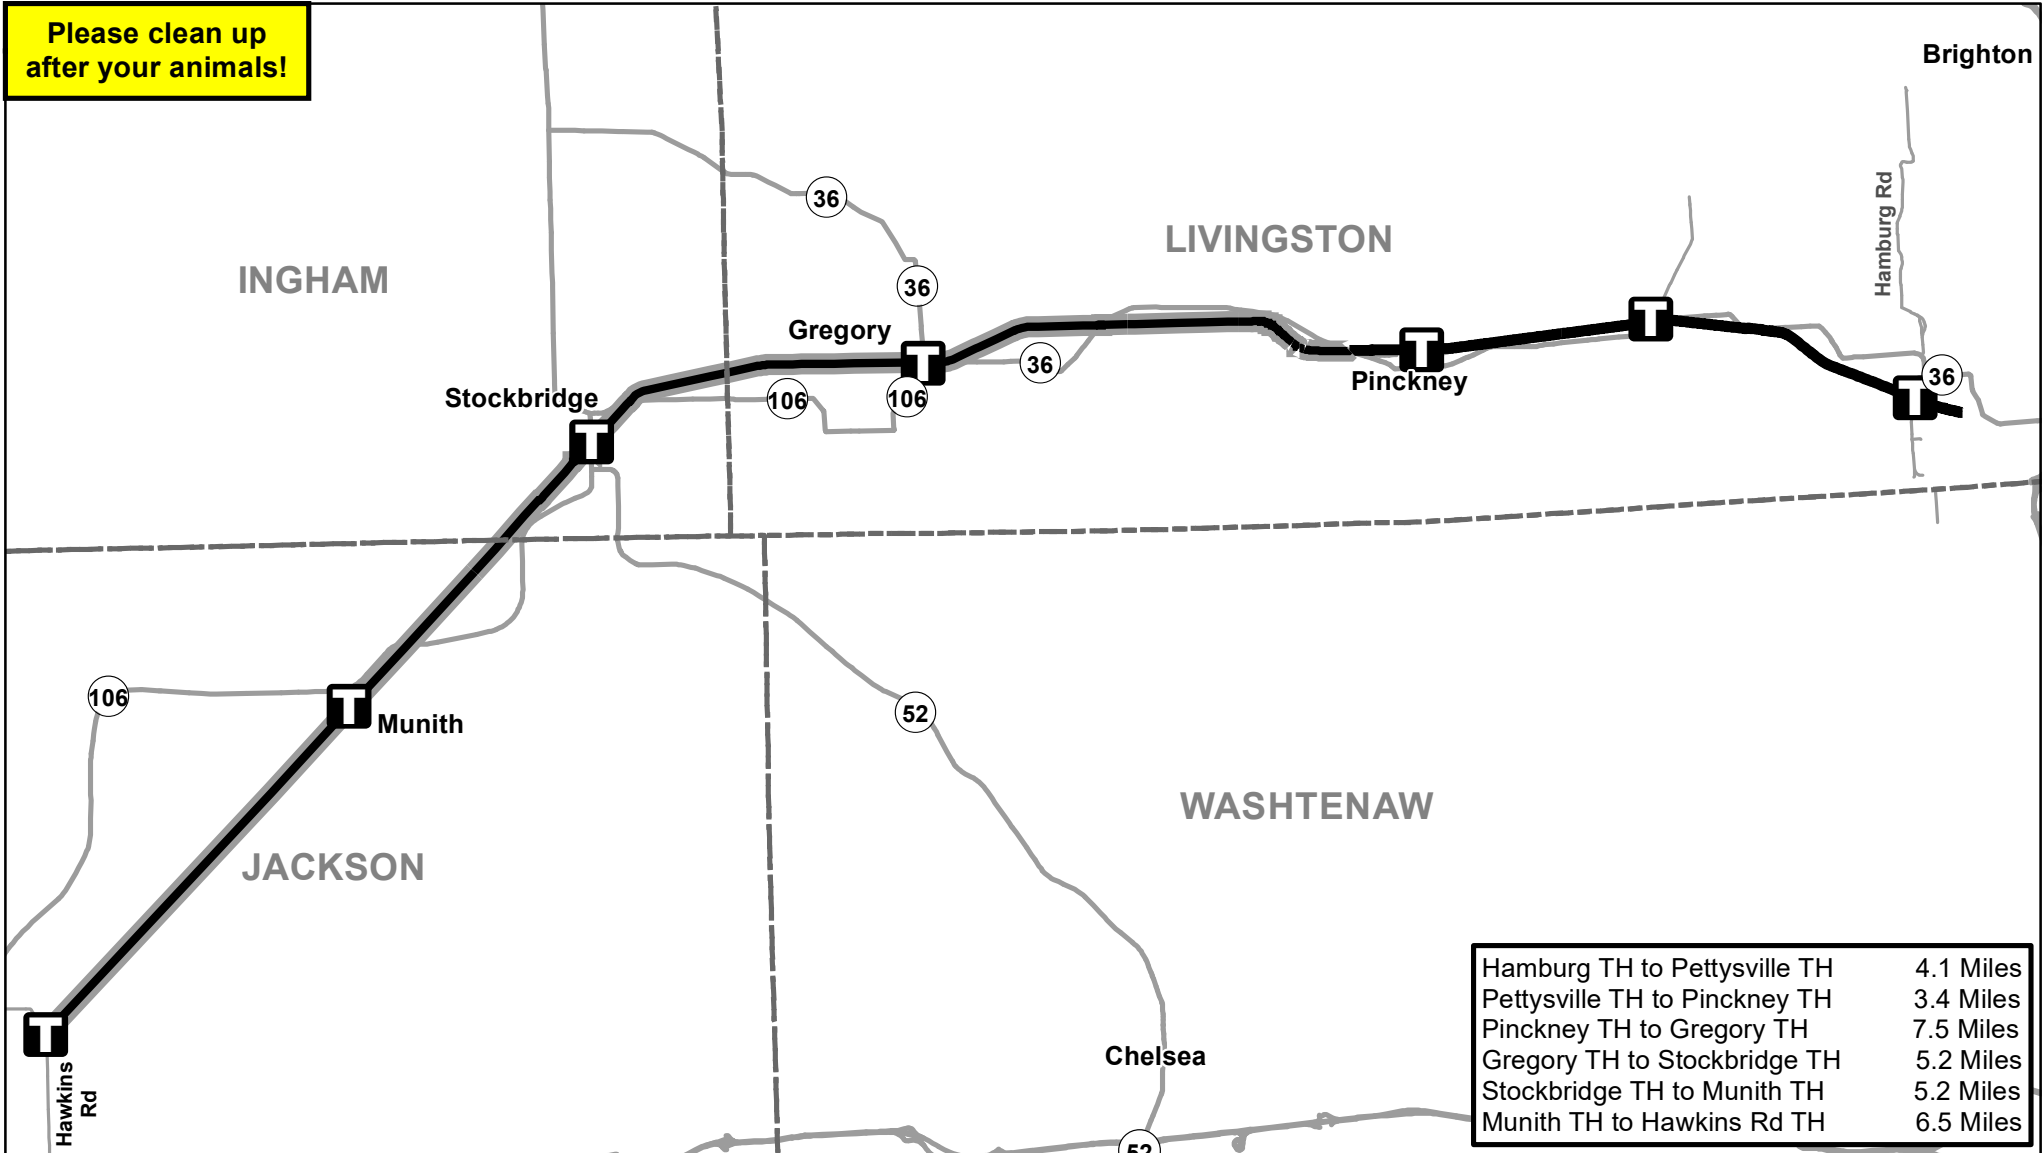 Please clean up
after your animals!
Brighton
36
Hamburg Rd
LIVINGSTON
INGHAM
36
Gregory
T
T
36
T
Pinckney
36
T
Stockbridge
106
106
T
T
Munith
106
52
WASHTENAW
JACKSON
T
Hawkins
Rd
Chelsea
52
Hamburg TH to Pettysville TH 4.1 Miles
Pettysville TH to Pinckney TH 3.4 Miles
Pinckney TH to Gregory TH 7.5 Miles
Gregory TH to Stockbridge TH 5.2 Miles
Stockbridge TH to Munith TH 5.2 Miles
Munith TH to Hawkins Rd TH 6.5 Miles